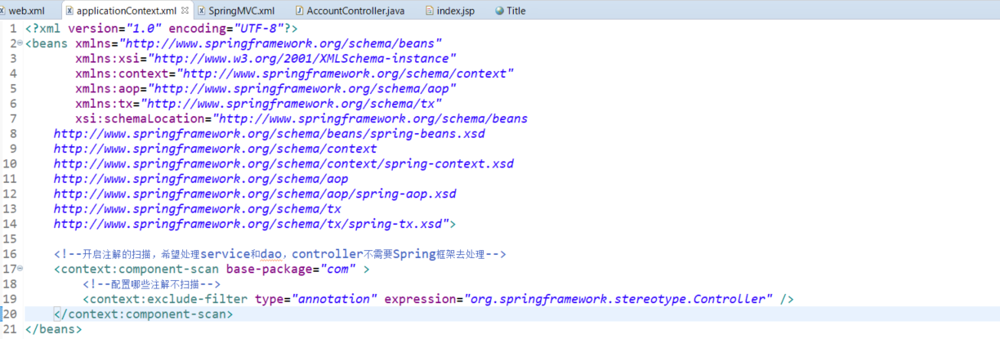 web.xml applicationContext.xml SpringMVC.xml AccountController.java index.jsp Title
1 <?xml version="1.0" encoding="UTF-8"?>
2 <beans xmlns="http://www.springframework.org/schema/beans"
3 xmlns:xsi="http://www.w3.org/2001/XMLSchema-instance"
4 xmlns:context="http://www.springframework.org/schema/context"
5 xmlns:aop="http://www.springframework.org/schema/aop"
6 xmlns:tx="http://www.springframework.org/schema/tx"
7 xsi:schemaLocation="http://www.springframework.org/schema/beans
8 http://www.springframework.org/schema/beans/spring-beans.xsd
9 http://www.springframework.org/schema/context
10 http://www.springframework.org/schema/context/spring-context.xsd
11 http://www.springframework.org/schema/aop
12 http://www.springframework.org/schema/aop/spring-aop.xsd
13 http://www.springframework.org/schema/tx
14 http://www.springframework.org/schema/tx/spring-tx.xsd">
15
16 <!--开启注解的扫描，希望处理service和dao，controller不需要Spring框架去处理-->
17 <context:component-scan base-package="com" >
18 <!--配置哪些注解不扫描-->
19 <context:exclude-filter type="annotation" expression="org.springframework.stereotype.Controller" />
20 </context:component-scan>
21 </beans>